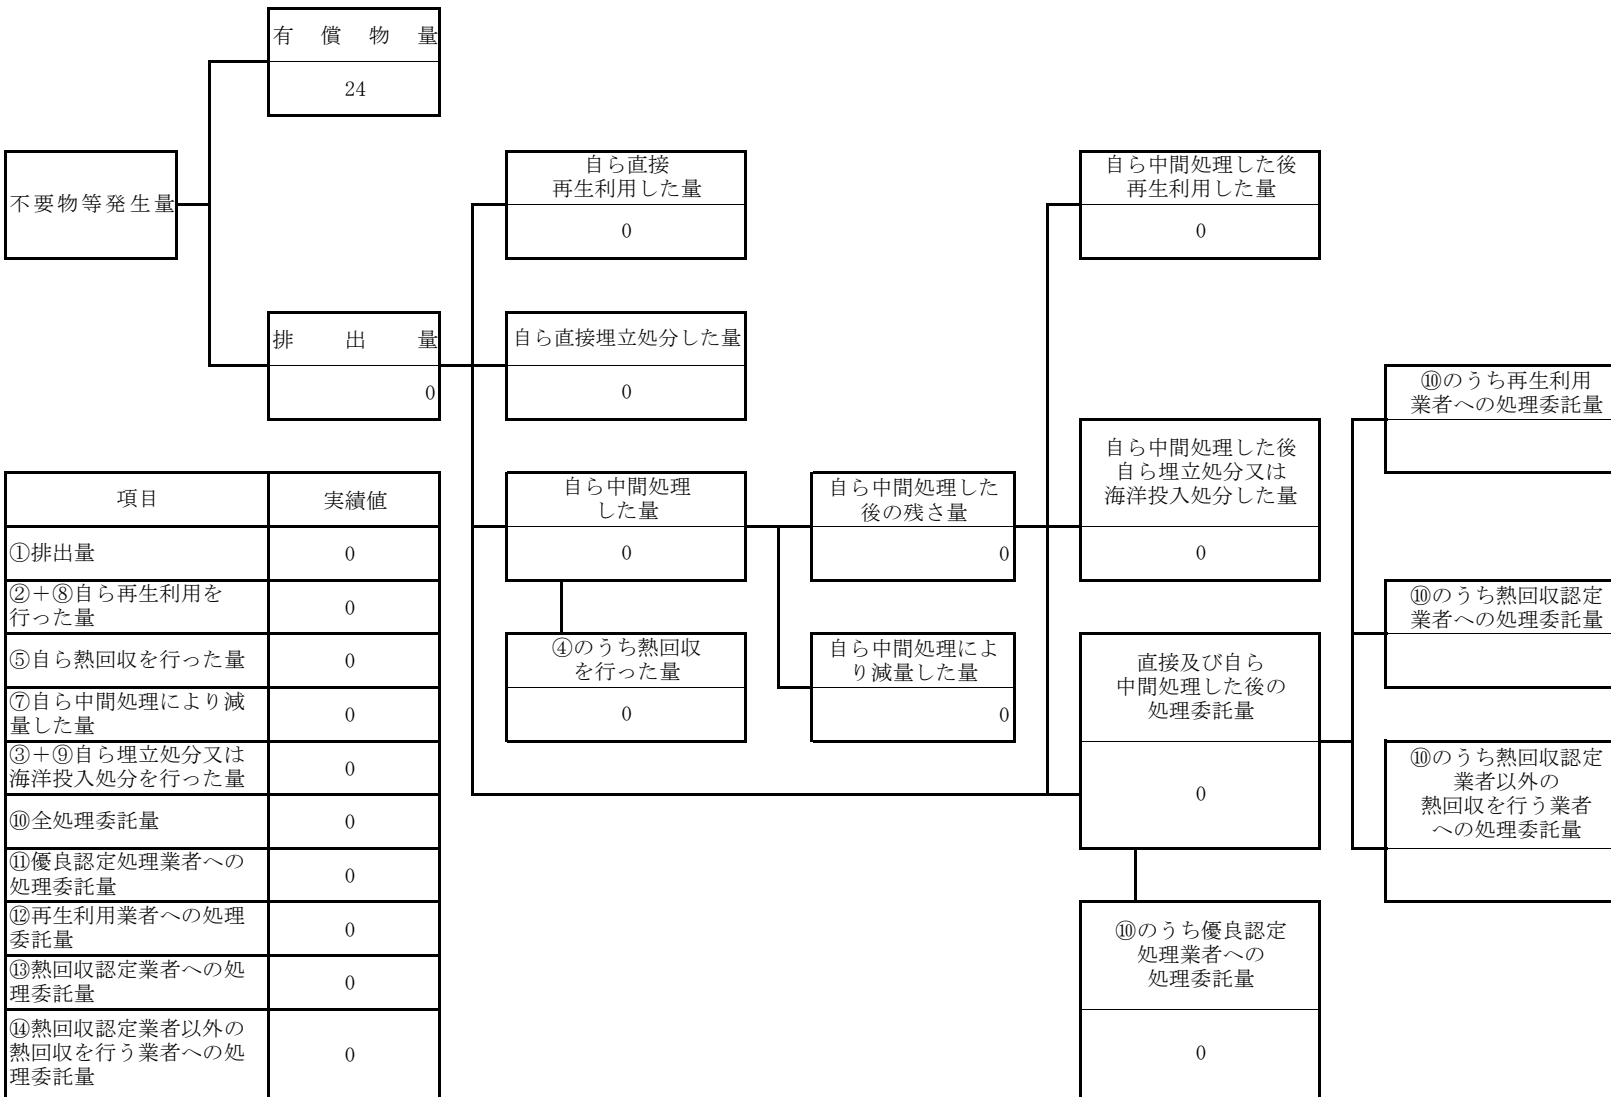 有償物量
24
不要物等発生量
排出量
0
自ら直接
再生利用した量
0
自ら直接埋立処分した量
0
自ら中間処理
した量
0
④のうち熱回収
を行った量
0
自ら中間処理した
後の残さ量
0
自ら中間処理によ
り減量した量
0
自ら中間処理した後
再生利用した量
0
自ら中間処理した後
自ら埋立処分又は
海洋投入処分した量
0
直接及び自ら
中間処理した後の
処理委託量
0
⑩のうち優良認定
処理業者への
処理委託量
0
⑩のうち再生利用
業者への処理委託量
⑩のうち熱回収認定
業者への処理委託量
⑩のうち熱回収認定
業者以外の
熱回収を行う業者
への処理委託量
項目 実績値
①排出量 0
②+⑧自ら再生利用を
行った量 0
⑤自ら熱回収を行った量 0
⑦自ら中間処理により減
量した量 0
③+⑨自ら埋立処分又は
海洋投入処分を行った量 0
⑩全処理委託量 0
⑪優良認定処理業者への
処理委託量 0
⑫再生利用業者への処理
委託量 0
⑬熱回収認定業者への処
理委託量 0
⑭熱回収認定業者以外の
熱回収を行う業者への処
理委託量 0